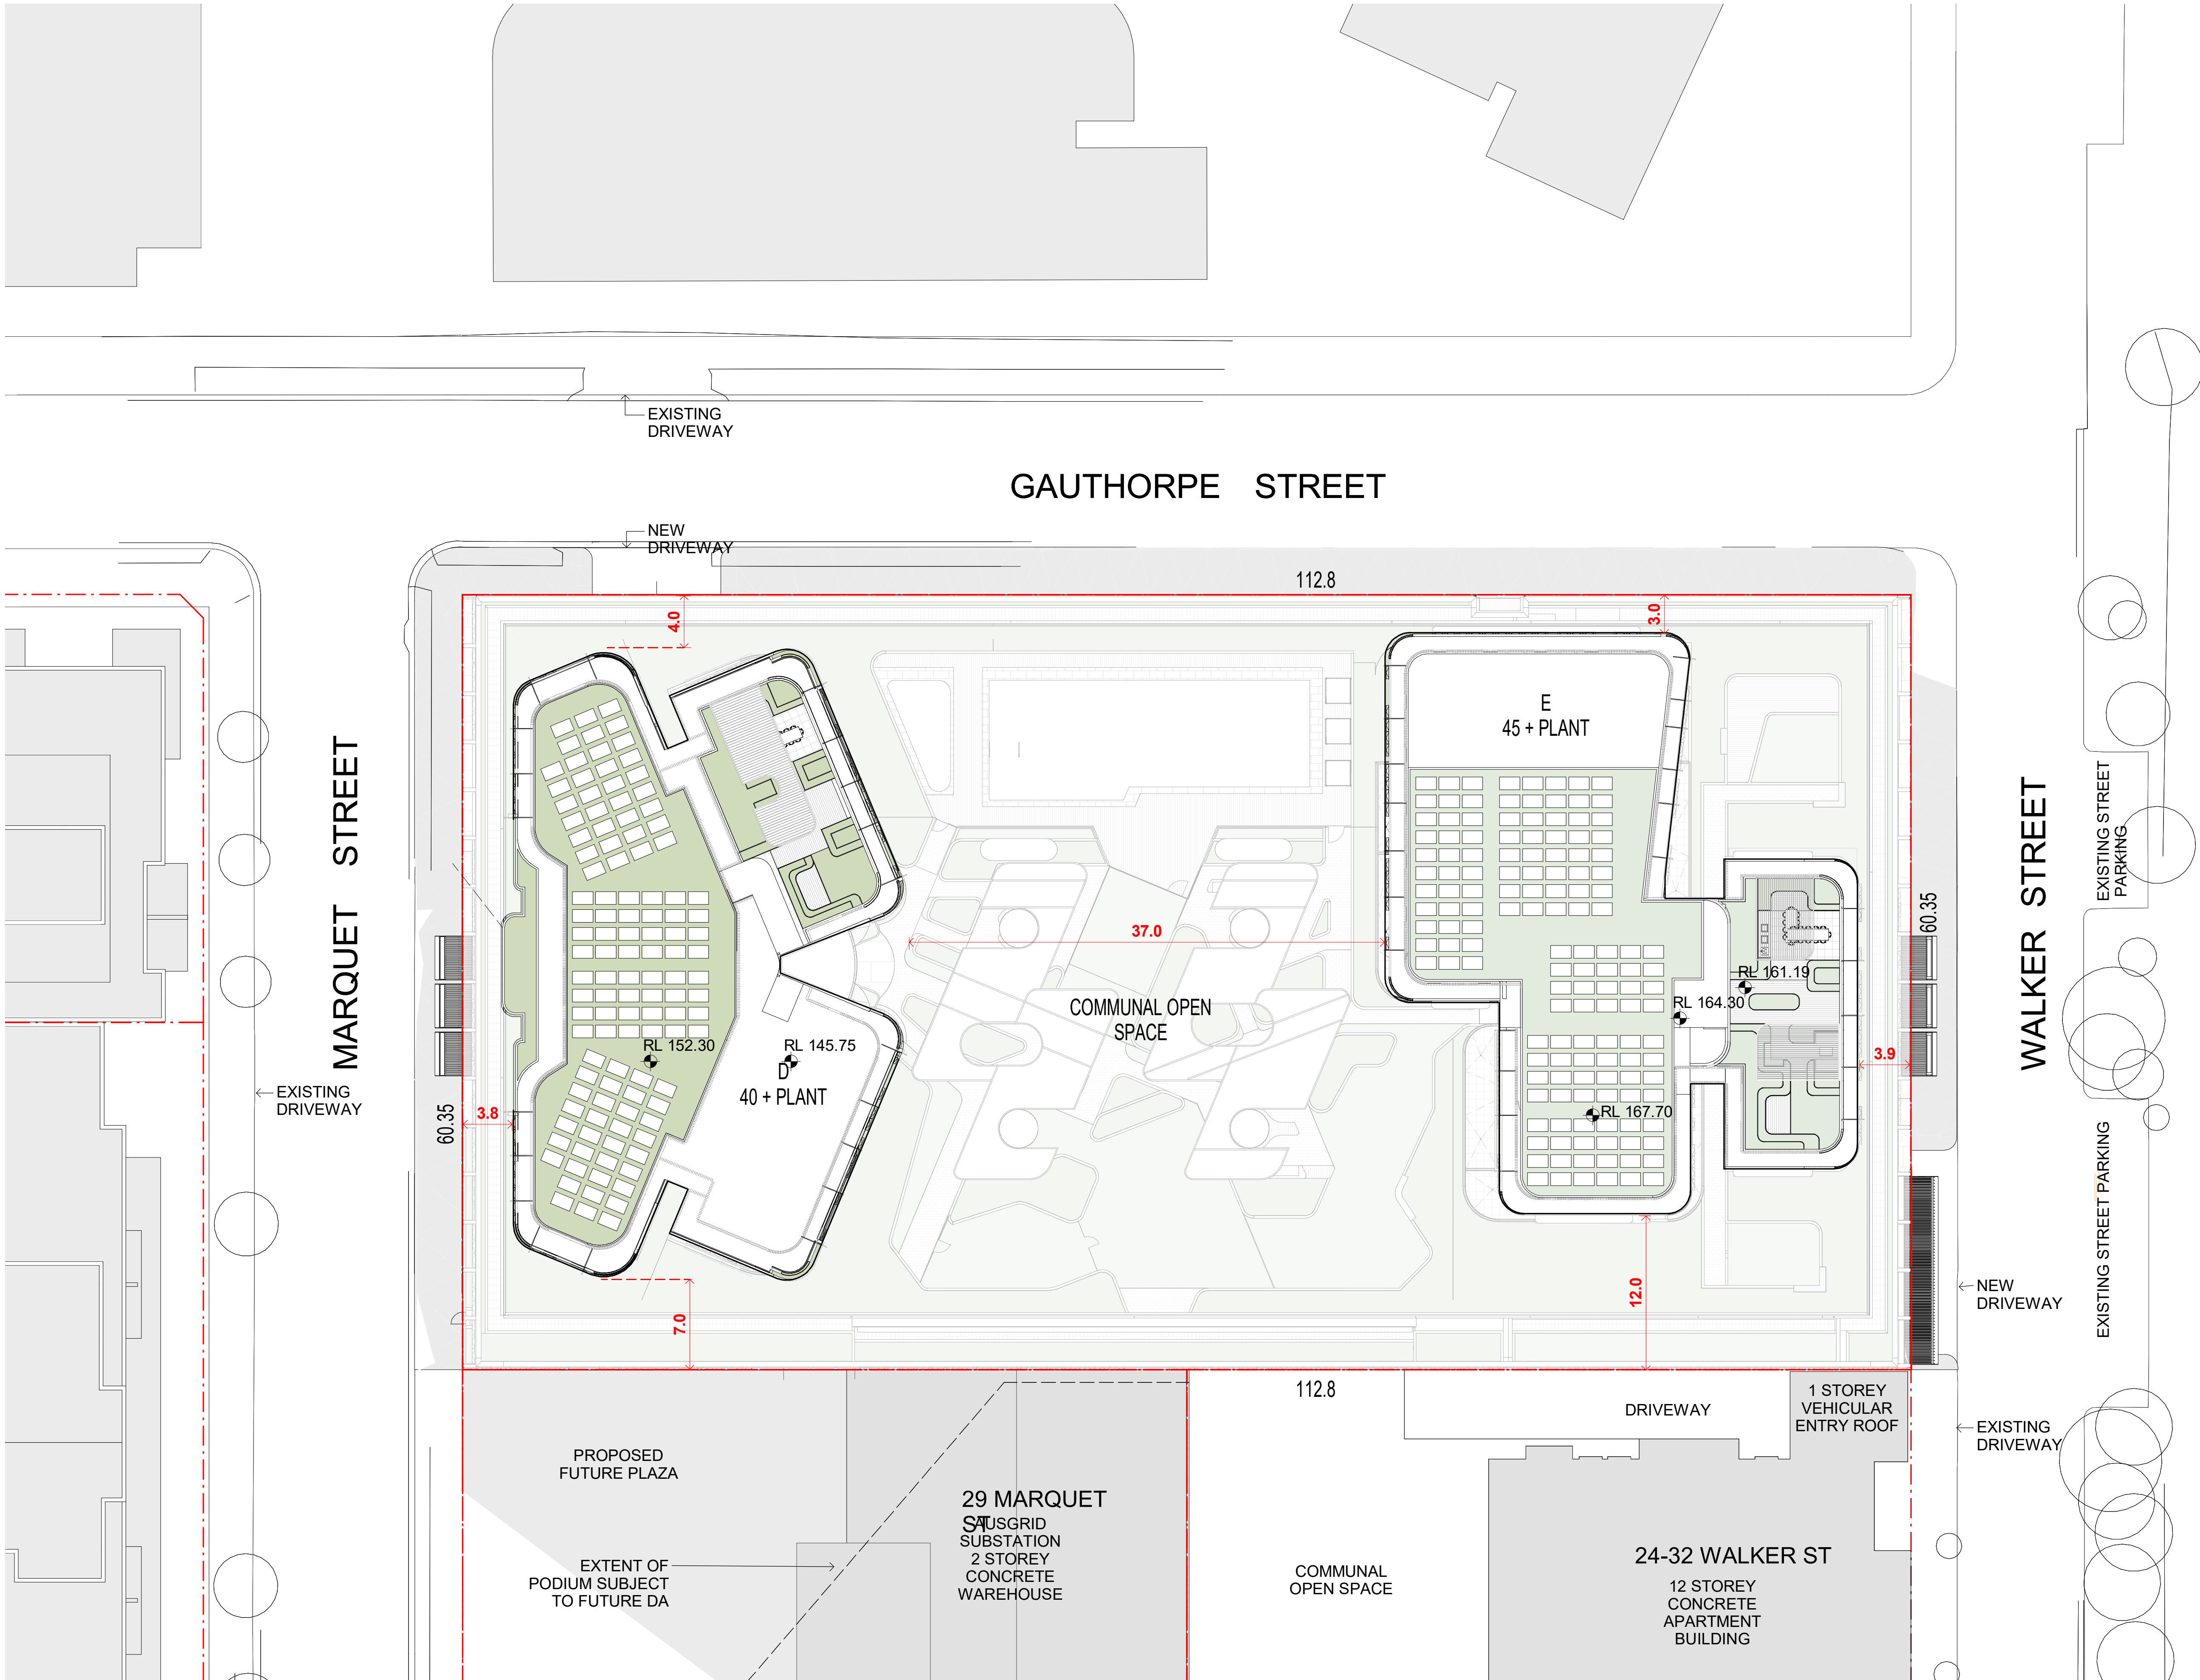 EXISTING
DRIVEWAY
GAUTHORPE STREET
NEW
DRIVEWAY
112.8
4.0
3.0
E
45 + PLANT
MARQUET STREET
WALKER STREET
EXISTING STREET
PARKING
60.35
37.0
RL 161.19
RL 164.30
COMMUNAL OPEN
SPACE
RL 152.30
RL 145.75
D
40 + PLANT
3.9
EXISTING
DRIVEWAY
60.35
3.8
RL 167.70
EXISTING STREET PARKING
12.0
7.0
NEW
DRIVEWAY
112.8
DRIVEWAY
1 STOREY
VEHICULAR
ENTRY ROOF
EXISTING
DRIVEWAY
PROPOSED
FUTURE PLAZA
29 MARQUET
ST
AUSGRID
SUBSTATION
2 STOREY
CONCRETE
WAREHOUSE
EXTENT OF
PODIUM SUBJECT
TO FUTURE DA
COMMUNAL
OPEN SPACE
24-32 WALKER ST
12 STOREY
CONCRETE
APARTMENT
BUILDING